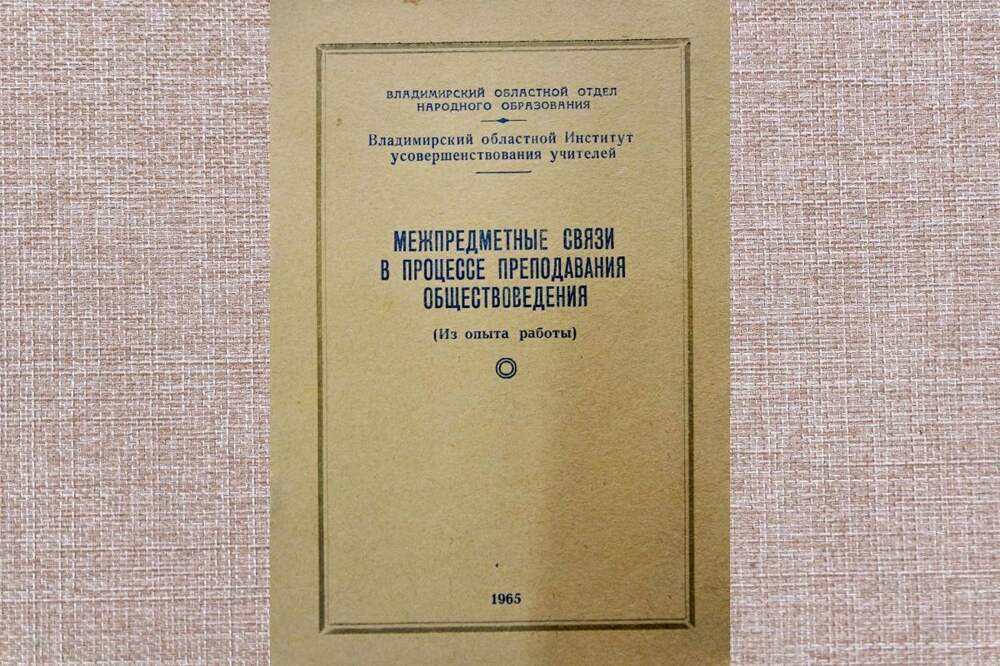 ВЛАДИМИРСКИЙ ОБЛАСТНОЙ ОТДЕЛ
НАРОДНОГО ОБРАЗОВАНИЯ
Владимирский областной Институт
усовершенствования учителей
МЕЖПРЕДМЕТНЫЕ СВЯЗИ
В ПРОЦЕССЕ ПРЕПОДАВАНИЯ
ОБЩЕСТВОВЕДЕНИЯ
(Из опыта работы)
1965